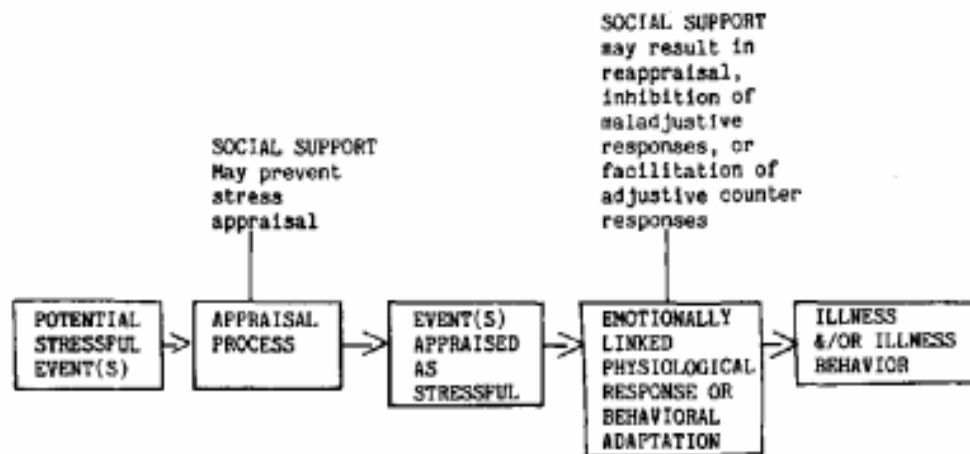 SOCIAL SUPPORT
may result in
reappraisal,
inhibition of
maladjustive
responses, or
facilitation of
adjustive counter
responses
SOCIAL SUPPORT
May prevent
stress
appraisal
POTENTIAL
STRESSFUL
EVENT(S)
APPRAISAL
PROCESS
EVENT(S)
APPRAISED
AS
STRESSFUL
EMOTIONALLY
LINKED
PHYSIOLOGICAL
RESPONSE OR
BEHAVIORAL
ADAPTATION
ILLNESS
&/OR ILLNESS
BEHAVIOR